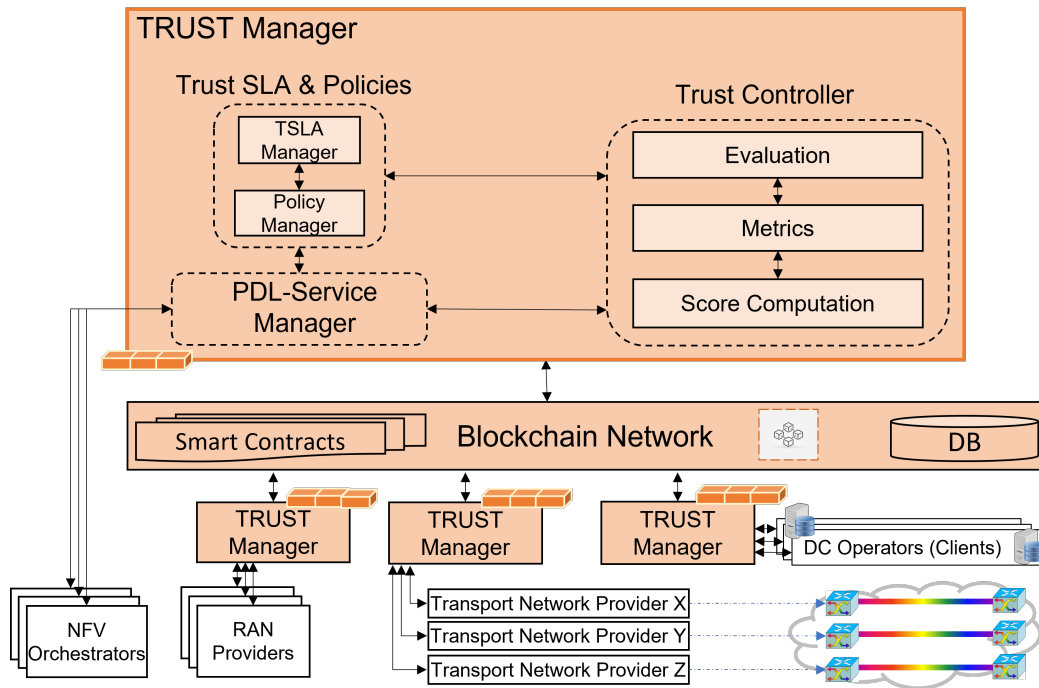 TRUST Manager
Trust SLA & Policies
TSLA
Manager
Policy
Manager
PDL-Service
Manager
Trust Controller
Evaluation
Metrics
Score Computation
Smart Contracts
Blockchain Network
DB
TRUST
Manager
TRUST
Manager
TRUST
Manager
DC Operators (Clients)
NFV
Orchestrators
RAN
Providers
Transport Network Provider X
Transport Network Provider Y
Transport Network Provider Z